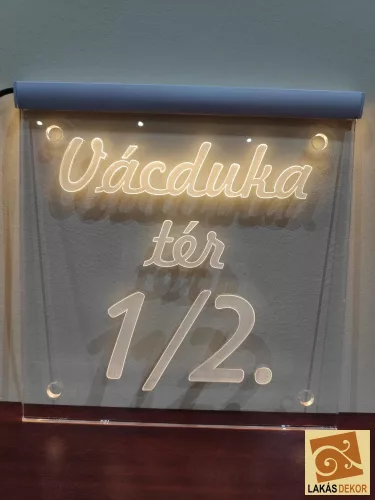 Vácduka
tér
1/2.
LAKÁSDEKOR